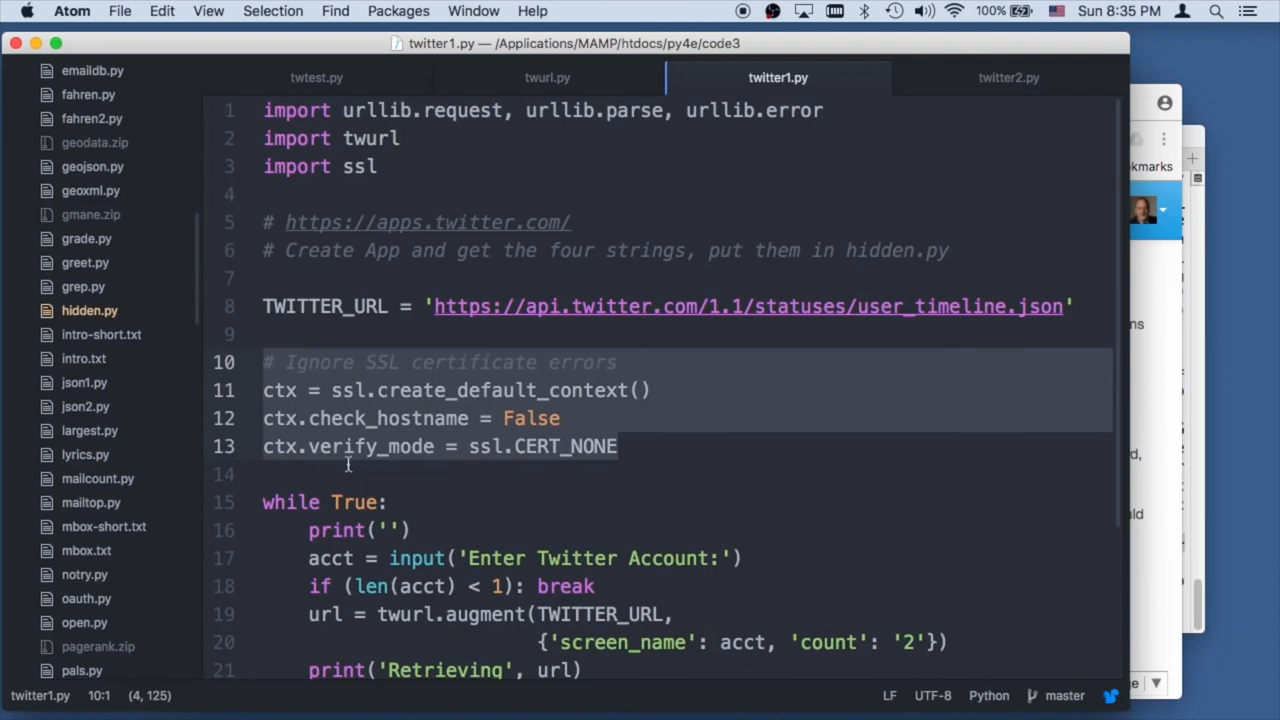 Atom File Edit View Selection Find Packages Window Help 100% Sun 8:35 PM
twitter1.py — /Applications/MAMP/htdocs/py4e/code3
twtest.py twurl.py twitter1.py twitter2.py
emaildb.py
fahren.py
fahren2.py
geodata.zip
geojson.py
geoxml.py
gmane.zip
grade.py
greet.py
grep.py
hidden.py
intro-short.txt
intro.txt
json1.py
json2.py
largest.py
lyrics.py
mailcount.py
mailtop.py
mbox-short.txt
mbox.txt
notry.py
oauth.py
open.py
pagerank.zip
pals.py
1 import urllib.request, urllib.parse, urllib.error
2 import twurl
3 import ssl
4
5 # https://apps.twitter.com/
6 # Create App and get the four strings, put them in hidden.py
7
8 TWITTER_URL = 'https://api.twitter.com/1.1/statuses/user_timeline.json'
9
10 # Ignore SSL certificate errors
11 ctx = ssl.create_default_context()
12 ctx.check_hostname = False
13 ctx.verify_mode = ssl.CERT_NONE
14
15 while True:
16 print('')
17 acct = input('Enter Twitter Account:')
18 if (len(acct) < 1): break
19 url = twurl.augment(TWITTER_URL,
20 {'screen_name': acct, 'count': '2'})
21 print('Retrieving', url)
twitter1.py 10:1 (4, 125) LF UTF-8 Python master
kmarks
ns
uld
e